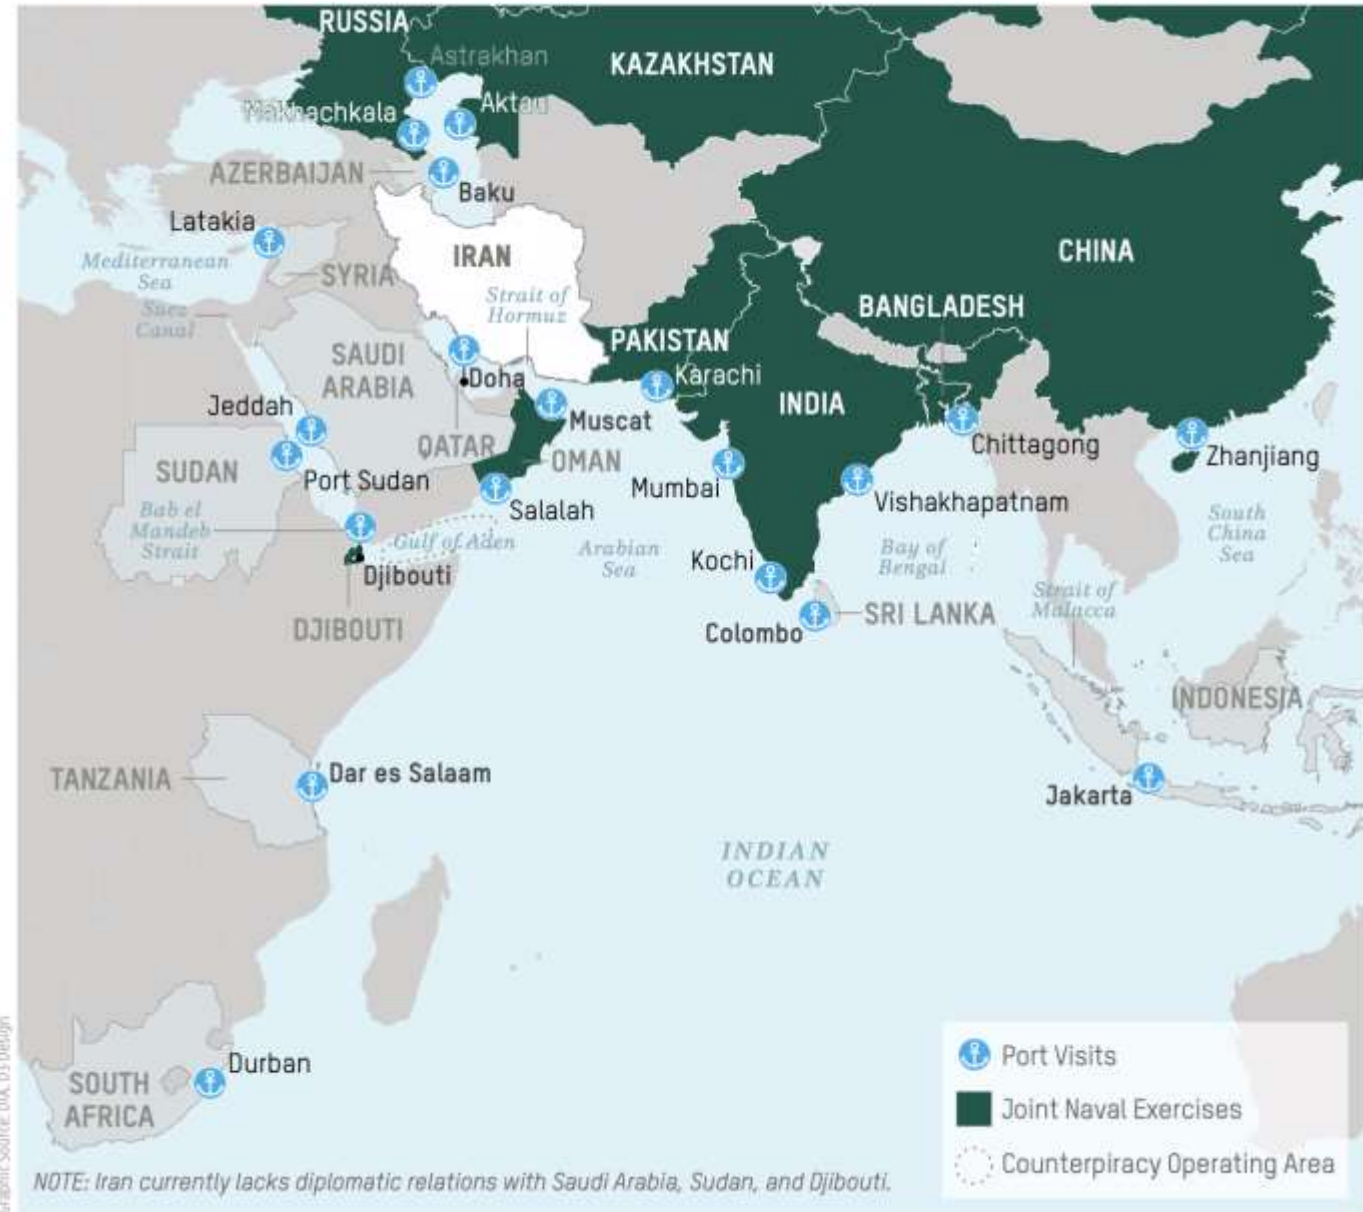 RUSSIA
Astrakhan
KAZAKHSTAN
Makhachkala
Aktau
AZERBAIJAN
Baku
Latakia
Mediterranean
Sea
SYRIA
IRAN
CHINA
Suez
Canal
Strait of
Hormuz
BANGLADESH
SAUDI
ARABIA
PAKISTAN
Doha
Karachi
Jeddah
Muscat
INDIA
QATAR
OMAN
Chittagong
Zhanjiang
SUDAN
Port Sudan
Mumbai
Vishakhapatnam
Salalah
Bab el
Mandeb
Strait
Gulf of Aden
Arabian
Sea
Bay of
Bengal
South
China
Sea
Djibouti
Kochi
Strait of
Malacca
DJIBOUTI
Colombo
SRI LANKA
INDONESIA
TANZANIA
Dar es Salaam
Jakarta
INDIAN
OCEAN
Durban
SOUTH
AFRICA
Port Visits
Joint Naval Exercises
Counterpiracy Operating Area
NOTE: Iran currently lacks diplomatic relations with Saudi Arabia, Sudan, and Djibouti.
Source: DIA, D3 Design